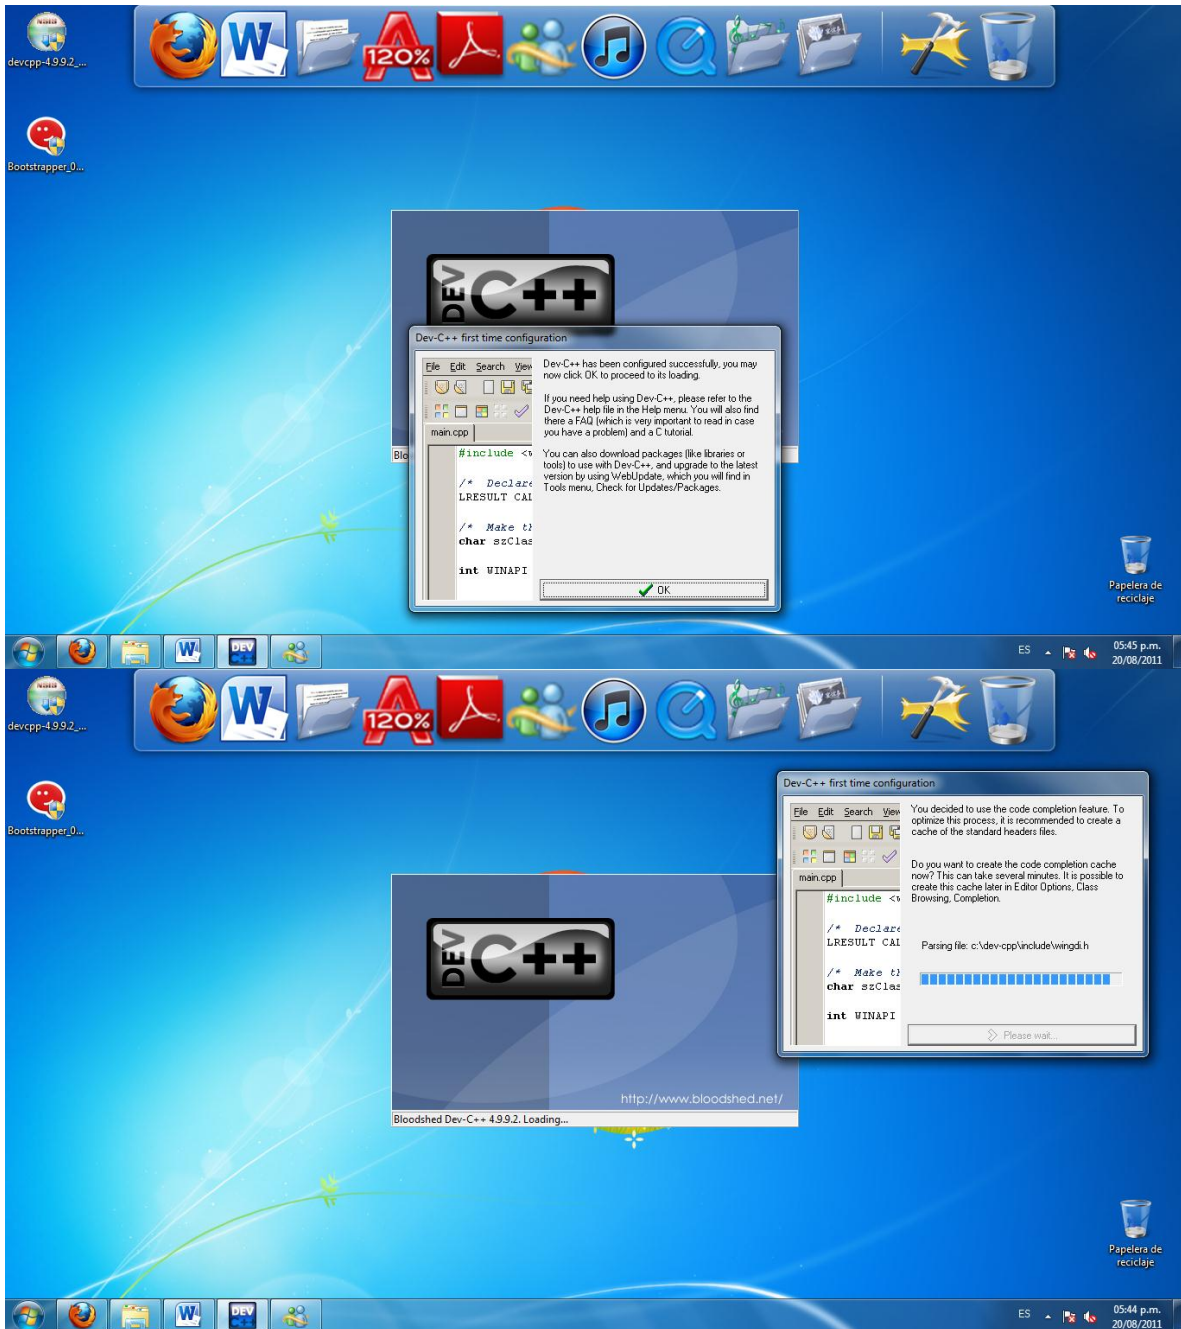 devcpp-4.9.9.2_...
120%
Bootstrapper_0...
DEV C++
Dev-C++ first time configuration
File Edit Search View
main.cpp
#include <w
/* Declare
LRESULT CAL
/* Make th
char szClas
int WINAPI
Dev-C++ has been configured successfully, you may
now click OK to proceed to its loading.
If you need help using Dev-C++, please refer to the
Dev-C++ help file in the Help menu. You will also find
there a FAQ (which is very important to read in case
you have a problem) and a C tutorial.
You can also download packages (like libraries or
tools) to use with Dev-C++, and upgrade to the latest
version by using WebUpdate, which you will find in
Tools menu, Check for Updates/Packages.
OK
Blo
Papelera de
reciclaje
DEV
ES
05:45 p.m.
20/08/2011
devcpp-4.9.9.2_...
120%
Bootstrapper_0...
Dev-C++ first time configuration
File Edit Search View
main.cpp
#include <w
/* Declare
LRESULT CAL
/* Make th
char szClas
int WINAPI
You decided to use the code completion feature. To
optimize this process, it is recommended to create a
cache of the standard headers files.
Do you want to create the code completion cache
now? This can take several minutes. It is possible to
create this cache later in Editor Options, Class
Browsing, Completion.
Parsing file: c:\dev-cpp\include\wingdi.h
Please wait...
DEV C++
http://www.bloodshed.net/
Bloodshed Dev-C++ 4.9.9.2. Loading...
Papelera de
reciclaje
DEV
ES
05:44 p.m.
20/08/2011